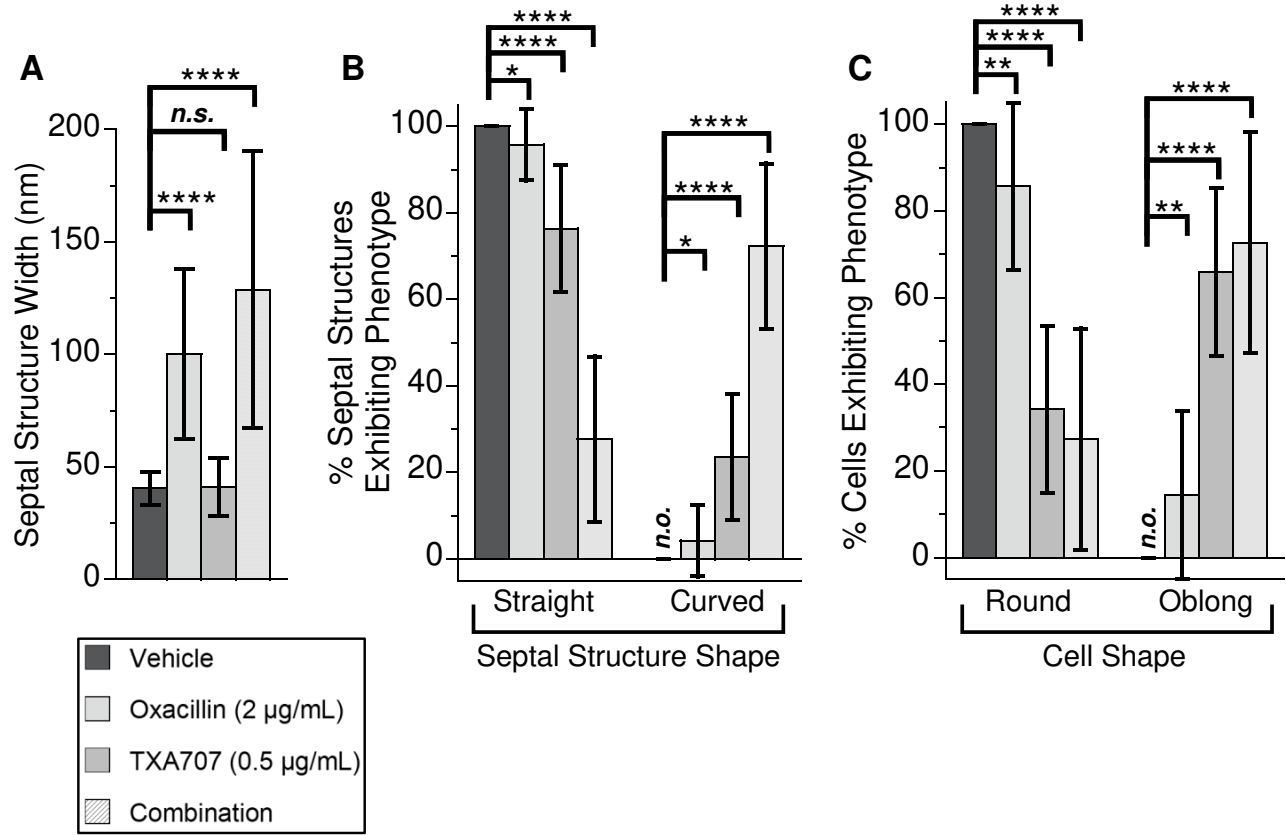 A
Septal Structure Width (nm)
200
150
100
50
0
****
n.s.
****
B
% Septal Structures
Exhibiting Phenotype
100
80
60
40
20
0
****
****
*
****
****
*
n.o.
Straight
Curved
Septal Structure Shape
C
% Cells Exhibiting Phenotype
100
80
60
40
20
0
****
****
**
****
****
**
n.o.
Round
Oblong
Cell Shape
Vehicle
Oxacillin (2 µg/mL)
TXA707 (0.5 µg/mL)
Combination